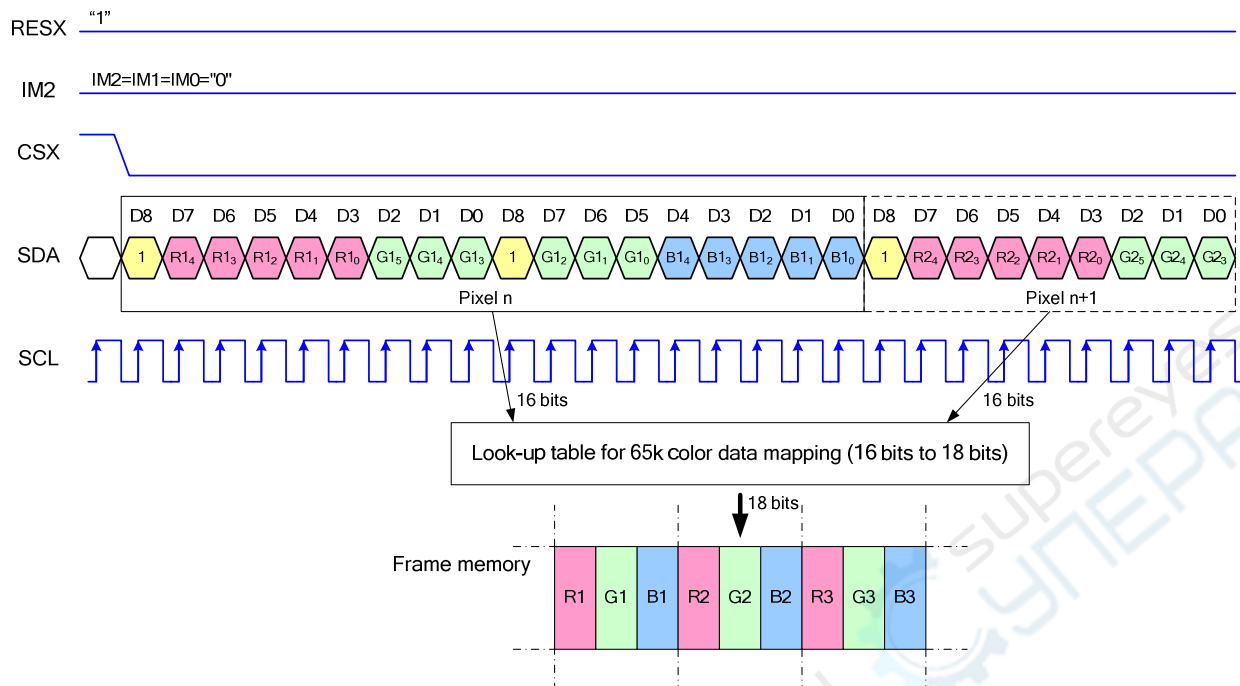 RESX
“1”
IM2
IM2=IM1=IM0="0"
CSX
D8 D7 D6 D5 D4 D3 D2 D1 D0 D8 D7 D6 D5 D4 D3 D2 D1 D0 D8 D7 D6 D5 D4 D3 D2 D1 D0
SDA
1 R1₄ R1₃ R1₂ R1₁ R1₀ G1₅ G1₄ G1₃ 1 G1₂ G1₁ G1₀ B1₄ B1₃ B1₂ B1₁ B1₀ 1 R2₄ R2₃ R2₂ R2₁ R2₀ G2₅ G2₄ G2₃
Pixel n
Pixel n+1
SCL
16 bits
16 bits
Look-up table for 65k color data mapping (16 bits to 18 bits)
18 bits
Frame memory
R1 G1 B1 R2 G2 B2 R3 G3 B3
supereyes
СУПЕРА